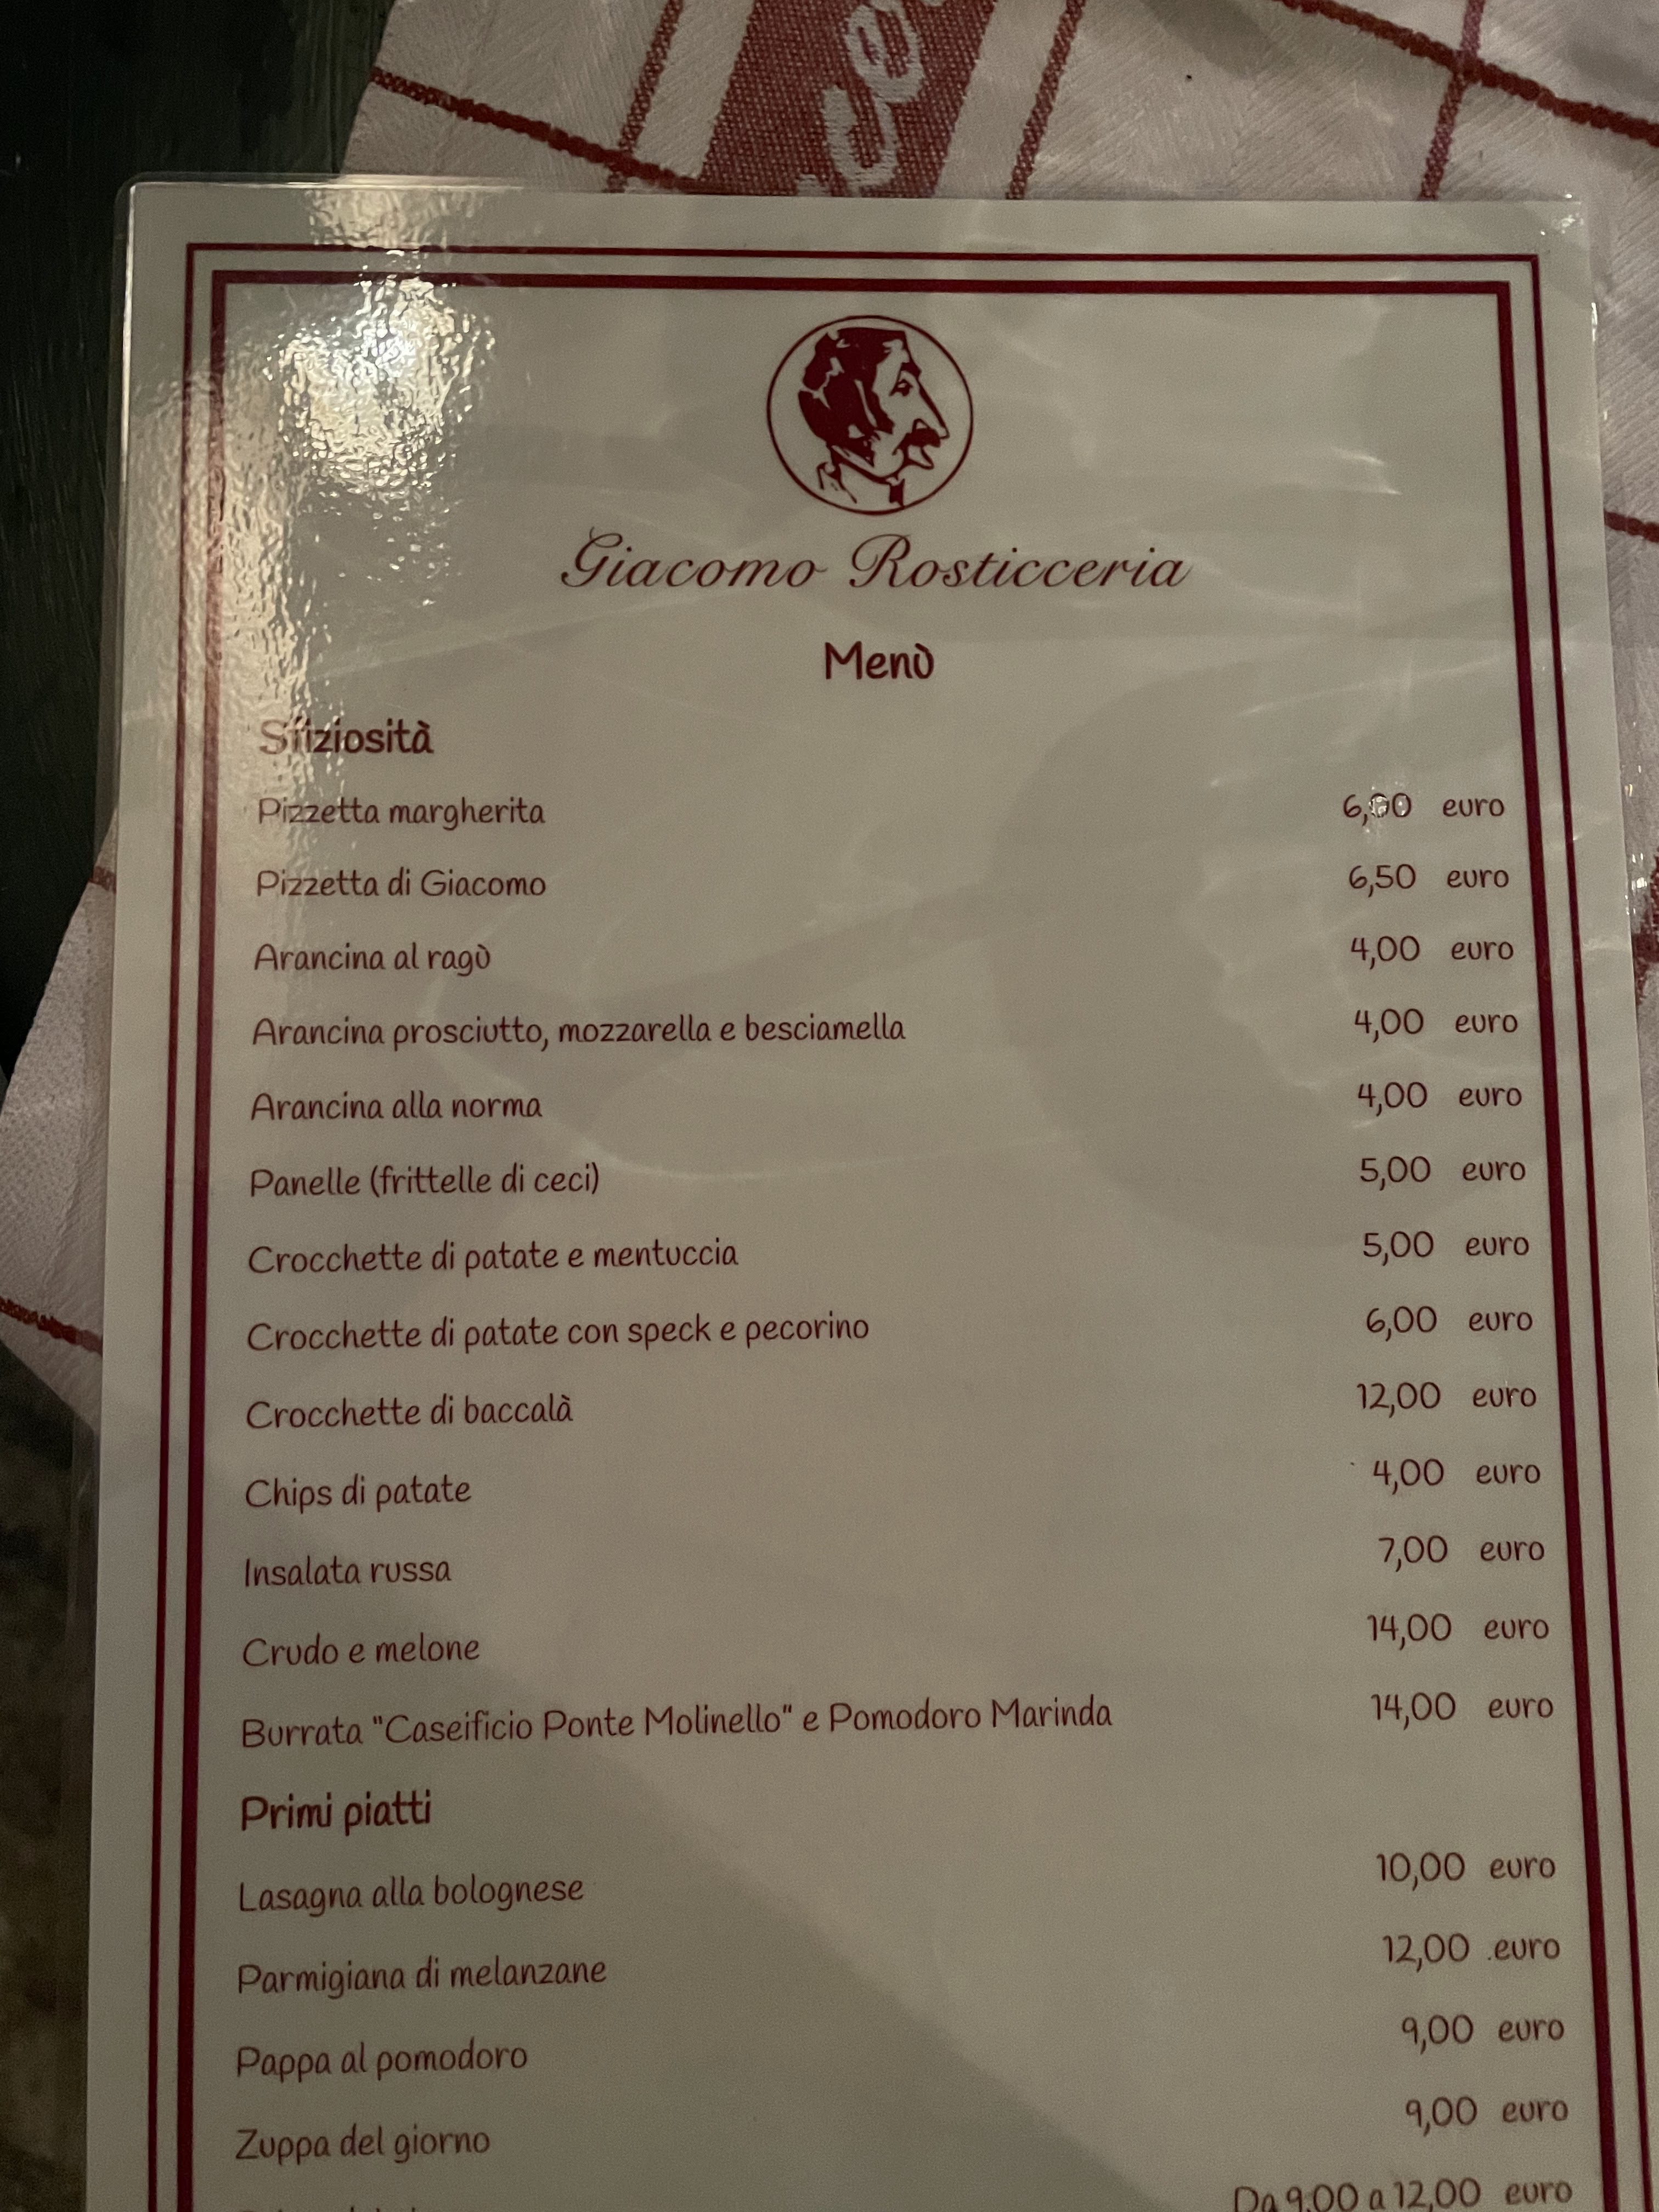 Giacomo Rosticceria
Menù
Sfiziosità
Pizzetta margherita 6,00 euro
Pizzetta di Giacomo 6,50 euro
Arancina al ragù 4,00 euro
Arancina prosciutto, mozzarella e besciamella 4,00 euro
Arancina alla norma 4,00 euro
Panelle (frittelle di ceci) 5,00 euro
Crocchette di patate e mentuccia 5,00 euro
Crocchette di patate con speck e pecorino 6,00 euro
Crocchette di baccalà 12,00 euro
Chips di patate 4,00 euro
Insalata russa 7,00 euro
Crudo e melone 14,00 euro
Burrata "Caseificio Ponte Molinello" e Pomodoro Marinda 14,00 euro
Primi piatti
Lasagna alla bolognese 10,00 euro
Parmigiana di melanzane 12,00 .euro
Pappa al pomodoro 9,00 euro
Zuppa del giorno 9,00 euro
Da 9,00 a 12,00 euro